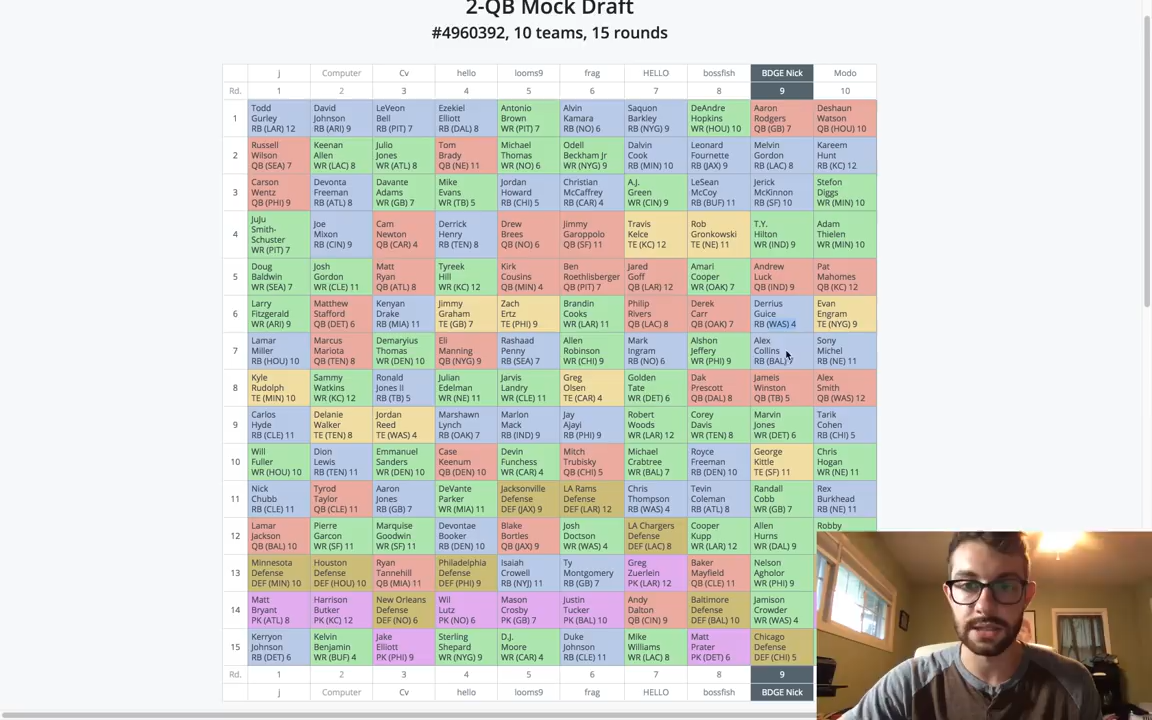 2-QB Mock Draft
#4960392, 10 teams, 15 rounds
j Computer Cv hello looms9 frag HELLO bossfish BDGE Nick Modo
Rd. 1 2 3 4 5 6 7 8 9 10
1
Todd Gurley RB (LAR) 12
David Johnson RB (ARI) 9
LeVeon Bell RB (PIT) 7
Ezekiel Elliott RB (DAL) 8
Antonio Brown WR (PIT) 7
Alvin Kamara RB (NO) 6
Saquon Barkley RB (NYG) 9
DeAndre Hopkins WR (HOU) 10
Aaron Rodgers QB (GB) 7
Deshaun Watson QB (HOU) 10
2
Russell Wilson QB (SEA) 7
Keenan Allen WR (LAC) 8
Julio Jones WR (ATL) 8
Tom Brady QB (NE) 11
Michael Thomas WR (NO) 6
Odell Beckham Jr WR (NYG) 9
Dalvin Cook RB (MIN) 10
Leonard Fournette RB (JAX) 9
Melvin Gordon RB (LAC) 8
Kareem Hunt RB (KC) 12
3
Carson Wentz QB (PHI) 9
Devonta Freeman RB (ATL) 8
Davante Adams WR (GB) 7
Mike Evans WR (TB) 5
Jordan Howard RB (CHI) 5
Christian McCaffrey RB (CAR) 4
A.J. Green WR (CIN) 9
LeSean McCoy RB (BUF) 11
Jerick McKinnon RB (SF) 10
Stefon Diggs WR (MIN) 10
4
JuJu Smith-Schuster WR (PIT) 7
Joe Mixon RB (CIN) 9
Cam Newton QB (CAR) 4
Derrick Henry RB (TEN) 8
Drew Brees QB (NO) 6
Jimmy Garoppolo QB (SF) 11
Travis Kelce TE (KC) 12
Rob Gronkowski TE (NE) 11
T.Y. Hilton WR (IND) 9
Adam Thielen WR (MIN) 10
5
Doug Baldwin WR (SEA) 7
Josh Gordon WR (CLE) 11
Matt Ryan QB (ATL) 8
Tyreek Hill WR (KC) 12
Kirk Cousins QB (MIN) 4
Ben Roethlisberger QB (PIT) 7
Jared Goff QB (LAR) 12
Amari Cooper WR (OAK) 7
Andrew Luck QB (IND) 9
Pat Mahomes QB (KC) 12
6
Larry Fitzgerald WR (ARI) 9
Matthew Stafford QB (DET) 6
Kenyan Drake RB (MIA) 11
Jimmy Graham TE (GB) 7
Zach Ertz TE (PHI) 9
Brandin Cooks WR (LAR) 11
Philip Rivers QB (LAC) 8
Derek Carr QB (OAK) 7
Derrius Guice RB (WAS) 4
Evan Engram TE (NYG) 9
7
Lamar Miller RB (HOU) 10
Marcus Mariota QB (TEN) 8
Demaryius Thomas WR (DEN) 10
Eli Manning QB (NYG) 9
Rashaad Penny RB (SEA) 7
Allen Robinson WR (CHI) 9
Mark Ingram RB (NO) 6
Alshon Jeffery WR (PHI) 9
Alex Collins RB (BAL)
Sony Michel RB (NE) 11
8
Kyle Rudolph TE (MIN) 10
Sammy Watkins WR (KC) 12
Ronald Jones II RB (TB) 5
Julian Edelman WR (NE) 11
Jarvis Landry WR (CLE) 11
Greg Olsen TE (CAR) 4
Golden Tate WR (DET) 6
Dak Prescott QB (DAL) 8
Jameis Winston QB (TB) 5
Alex Smith QB (WAS) 12
9
Carlos Hyde RB (CLE) 11
Delanie Walker TE (TEN) 8
Jordan Reed TE (WAS) 4
Marshawn Lynch RB (OAK) 7
Marlon Mack RB (IND) 9
Jay Ajayi RB (PHI) 9
Robert Woods WR (LAR) 12
Corey Davis WR (TEN) 8
Marvin Jones WR (DET) 6
Tarik Cohen RB (CHI) 5
10
Will Fuller WR (HOU) 10
Dion Lewis RB (TEN) 11
Emmanuel Sanders WR (DEN) 10
Case Keenum QB (DEN) 10
Devin Funchess WR (CAR) 4
Mitch Trubisky QB (CHI) 5
Michael Crabtree WR (BAL) 7
Royce Freeman RB (DEN) 10
George Kittle TE (SF) 11
Chris Hogan WR (NE) 11
11
Nick Chubb RB (CLE) 11
Tyrod Taylor QB (CLE) 11
Aaron Jones RB (GB) 7
DeVante Parker WR (MIA) 11
Jacksonville Defense DEF (JAX) 9
LA Rams Defense DEF (LAR) 12
Chris Thompson RB (WAS) 4
Tevin Coleman RB (ATL) 8
Randall Cobb WR (GB) 7
Rex Burkhead RB (NE) 11
12
Lamar Jackson QB (BAL) 10
Pierre Garcon WR (SF) 11
Marquise Goodwin WR (SF) 11
Devontae Booker RB (DEN) 10
Blake Bortles QB (JAX) 9
Josh Doctson WR (WAS) 4
LA Chargers Defense DEF (LAC) 8
Cooper Kupp WR (LAR) 12
Allen Hurns WR (DAL) 9
Robby
13
Minnesota Defense DEF (MIN) 10
Houston Defense DEF (HOU) 10
Ryan Tannehill QB (MIA) 11
Philadelphia Defense DEF (PHI) 9
Isaiah Crowell RB (NYJ) 11
Ty Montgomery RB (GB) 7
Greg Zuerlein PK (LAR) 12
Baker Mayfield QB (CLE) 11
Nelson Agholor WR (PHI) 9
14
Matt Bryant PK (ATL) 8
Harrison Butker PK (KC) 12
New Orleans Defense DEF (NO) 6
Wil Lutz PK (NO) 6
Mason Crosby PK (GB) 7
Justin Tucker PK (BAL) 10
Andy Dalton QB (CIN) 9
Baltimore Defense DEF (BAL) 10
Jamison Crowder WR (WAS) 4
15
Kerryon Johnson RB (DET) 6
Kelvin Benjamin WR (BUF) 4
Jake Elliott PK (PHI) 9
Sterling Shepard WR (NYG) 9
D.J. Moore WR (CAR) 4
Duke Johnson RB (CLE) 11
Mike Williams WR (LAC) 8
Matt Prater PK (DET) 6
Chicago Defense DEF (CHI) 5
Rd. 1 2 3 4 5 6 7 8 9
j Computer Cv hello looms9 frag HELLO bossfish BDGE Nick